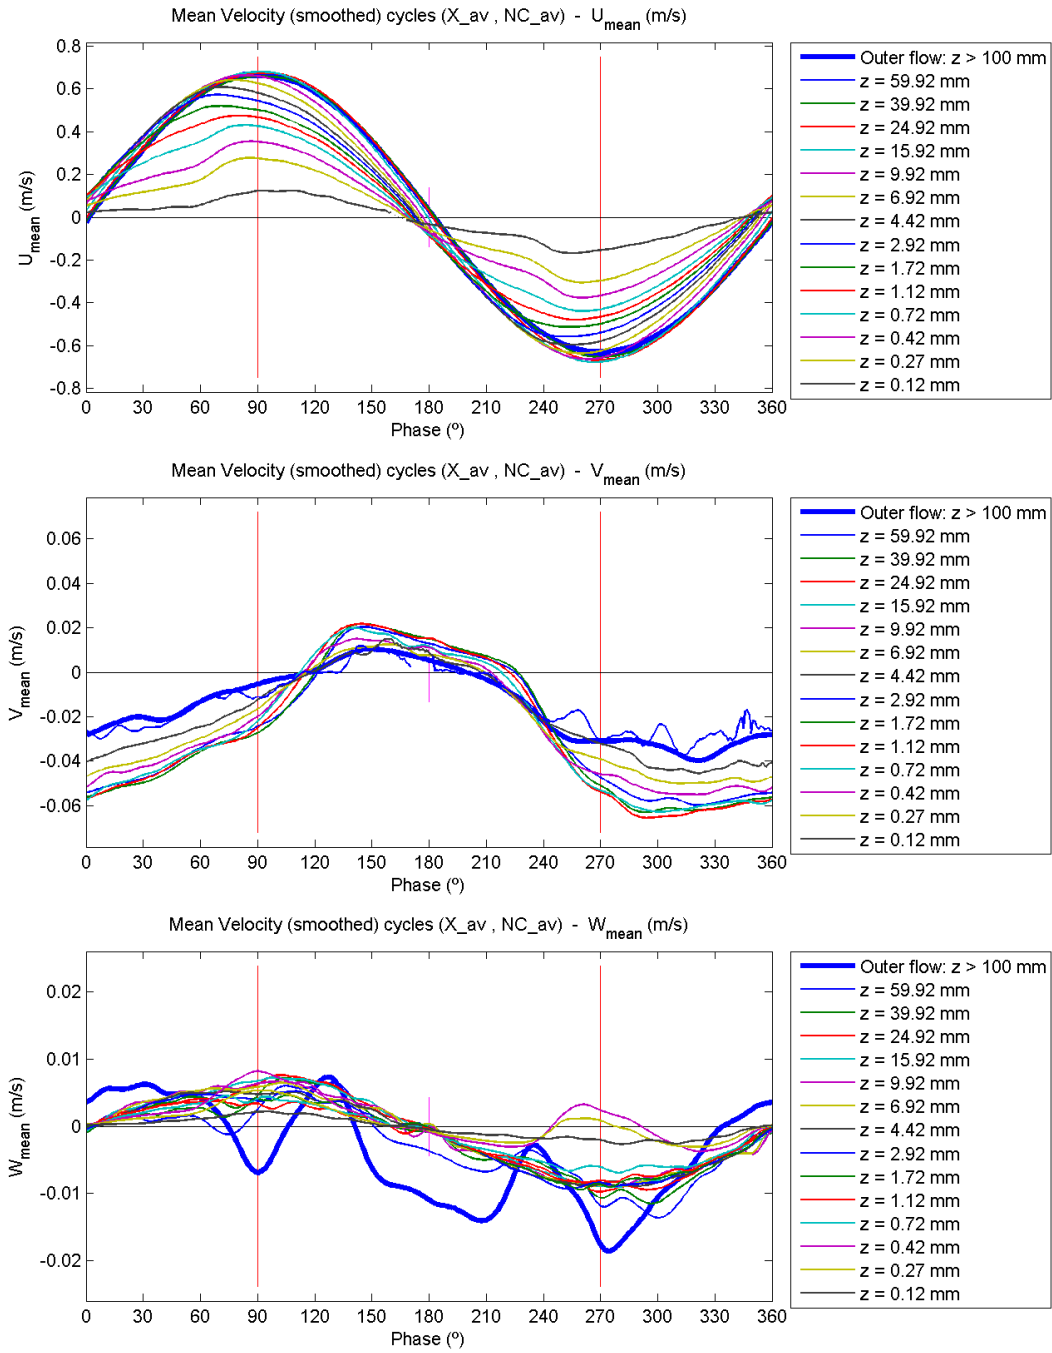 Mean Velocity (smoothed) cycles (X_av , NC_av) - U_mean (m/s)
0.8
0.6
0.4
0.2
0
-0.2
-0.4
-0.6
-0.8
U_mean (m/s)
0 30 60 90 120 150 180 210 240 270 300 330 360
Phase (º)
Outer flow: z > 100 mm
z = 59.92 mm
z = 39.92 mm
z = 24.92 mm
z = 15.92 mm
z = 9.92 mm
z = 6.92 mm
z = 4.42 mm
z = 2.92 mm
z = 1.72 mm
z = 1.12 mm
z = 0.72 mm
z = 0.42 mm
z = 0.27 mm
z = 0.12 mm
Mean Velocity (smoothed) cycles (X_av , NC_av) - V_mean (m/s)
0.06
0.04
0.02
0
-0.02
-0.04
-0.06
V_mean (m/s)
0 30 60 90 120 150 180 210 240 270 300 330 360
Phase (º)
Outer flow: z > 100 mm
z = 59.92 mm
z = 39.92 mm
z = 24.92 mm
z = 15.92 mm
z = 9.92 mm
z = 6.92 mm
z = 4.42 mm
z = 2.92 mm
z = 1.72 mm
z = 1.12 mm
z = 0.72 mm
z = 0.42 mm
z = 0.27 mm
z = 0.12 mm
Mean Velocity (smoothed) cycles (X_av , NC_av) - W_mean (m/s)
0.02
0.01
0
-0.01
-0.02
W_mean (m/s)
0 30 60 90 120 150 180 210 240 270 300 330 360
Phase (º)
Outer flow: z > 100 mm
z = 59.92 mm
z = 39.92 mm
z = 24.92 mm
z = 15.92 mm
z = 9.92 mm
z = 6.92 mm
z = 4.42 mm
z = 2.92 mm
z = 1.72 mm
z = 1.12 mm
z = 0.72 mm
z = 0.42 mm
z = 0.27 mm
z = 0.12 mm